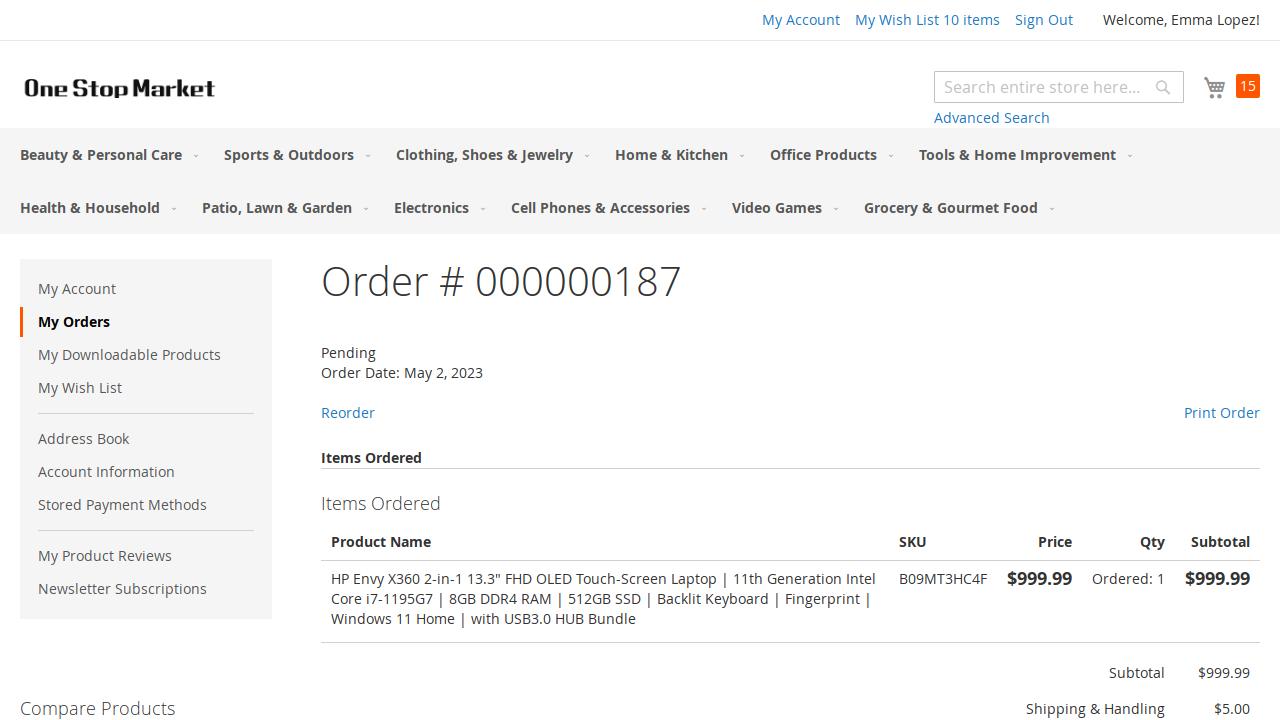 My Account My Wish List 10 items Sign Out Welcome, Emma Lopez!
One Stop Market
Search entire store here... 15
Advanced Search
Beauty & Personal Care Sports & Outdoors Clothing, Shoes & Jewelry Home & Kitchen Office Products Tools & Home Improvement
Health & Household Patio, Lawn & Garden Electronics Cell Phones & Accessories Video Games Grocery & Gourmet Food
My Account
My Orders
My Downloadable Products
My Wish List
Address Book
Account Information
Stored Payment Methods
My Product Reviews
Newsletter Subscriptions
Compare Products
Order # 000000187
Pending
Order Date: May 2, 2023
Reorder Print Order
Items Ordered
Items Ordered
Product Name SKU Price Qty Subtotal
HP Envy X360 2-in-1 13.3" FHD OLED Touch-Screen Laptop | 11th Generation Intel B09MT3HC4F $999.99 Ordered: 1 $999.99
Core i7-1195G7 | 8GB DDR4 RAM | 512GB SSD | Backlit Keyboard | Fingerprint |
Windows 11 Home | with USB3.0 HUB Bundle
Subtotal $999.99
Shipping & Handling $5.00